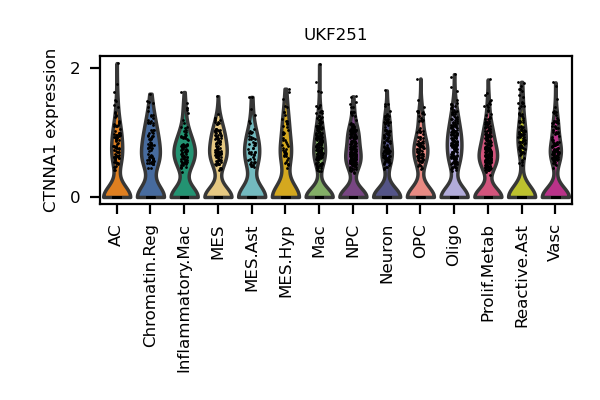 UKF251
CTNNA1 expression
2
0
AC
Chromatin.Reg
Inflammatory.Mac
MES
MES.Ast
MES.Hyp
Mac
NPC
Neuron
OPC
Oligo
Prolif.Metab
Reactive.Ast
Vasc